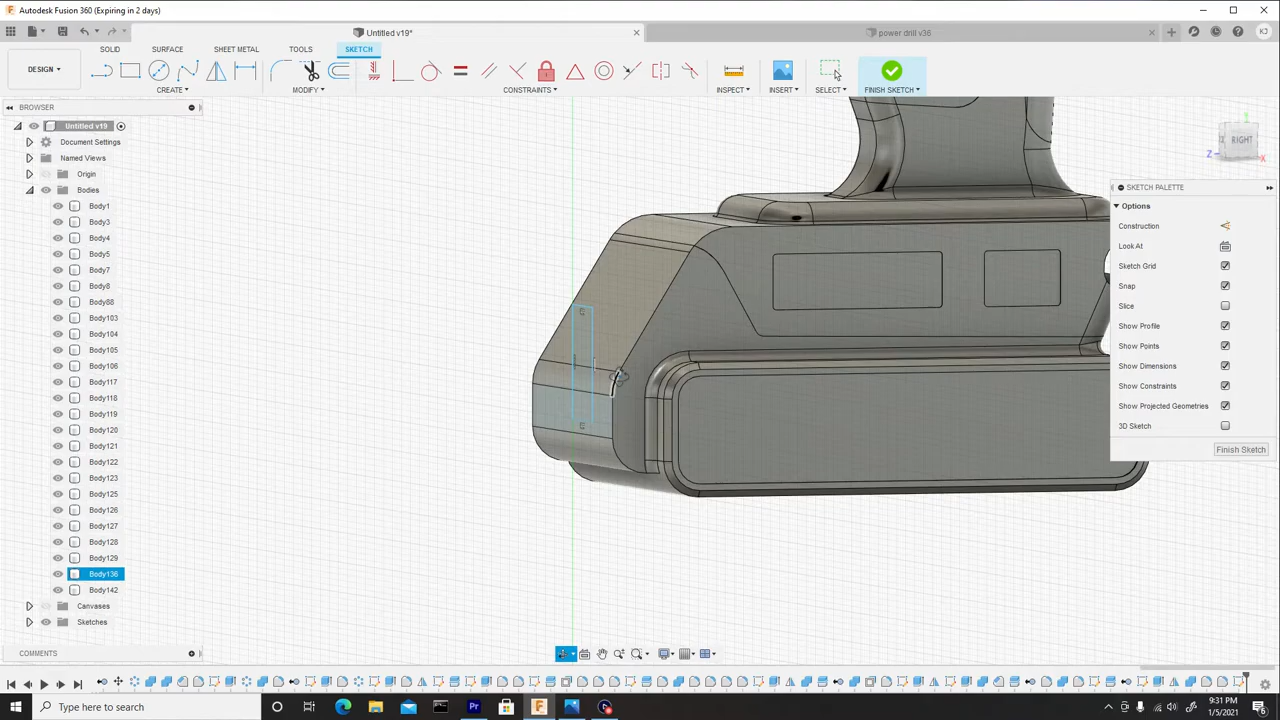 Autodesk Fusion 360 (Expiring in 2 days)
Untitled v19*
power drill v36
KJ
SOLID
SURFACE
SHEET METAL
TOOLS
SKETCH
DESIGN
CREATE
MODIFY
CONSTRAINTS
INSPECT
INSERT
SELECT
FINISH SKETCH
BROWSER
Untitled v19
Document Settings
Named Views
Origin
Bodies
Body1
Body3
Body4
Body5
Body7
Body8
Body88
Body103
Body104
Body105
Body106
Body117
Body118
Body119
Body120
Body121
Body122
Body123
Body125
Body126
Body127
Body128
Body129
Body136
Body142
Canvases
Sketches
Y
RIGHT
Z
X
SKETCH PALETTE
Options
Construction
Look At
Sketch Grid
Snap
Slice
Show Profile
Show Points
Show Dimensions
Show Constraints
Show Projected Geometries
3D Sketch
Finish Sketch
COMMENTS
Type here to search
Pr
9:31 PM
1/5/2021